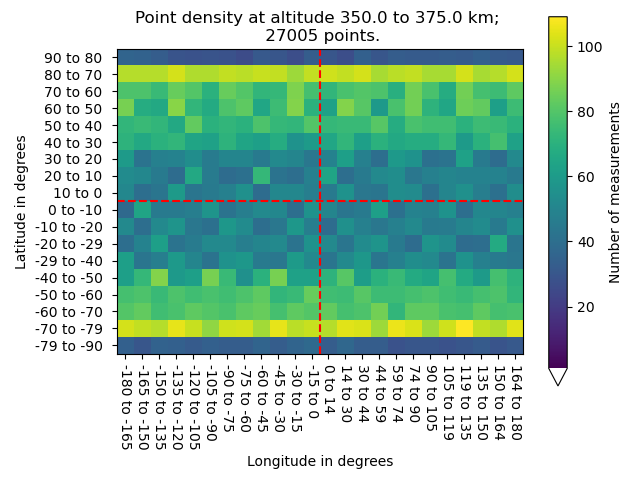 Point density at altitude 350.0 to 375.0 km;
27005 points.
Latitude in degrees
90 to 80
80 to 70
70 to 60
60 to 50
50 to 40
40 to 30
30 to 20
20 to 10
10 to 0
0 to -10
-10 to -20
-20 to -29
-29 to -40
-40 to -50
-50 to -60
-60 to -70
-70 to -79
-79 to -90
-180 to -165
-165 to -150
-150 to -135
-135 to -120
-120 to -105
-105 to -90
-90 to -75
-75 to -60
-60 to -45
-45 to -30
-30 to -15
-15 to 0
0 to 14
14 to 30
30 to 44
44 to 59
59 to 74
74 to 90
90 to 105
105 to 119
119 to 135
135 to 150
150 to 164
164 to 180
Longitude in degrees
100
80
60
40
20
Number of measurements